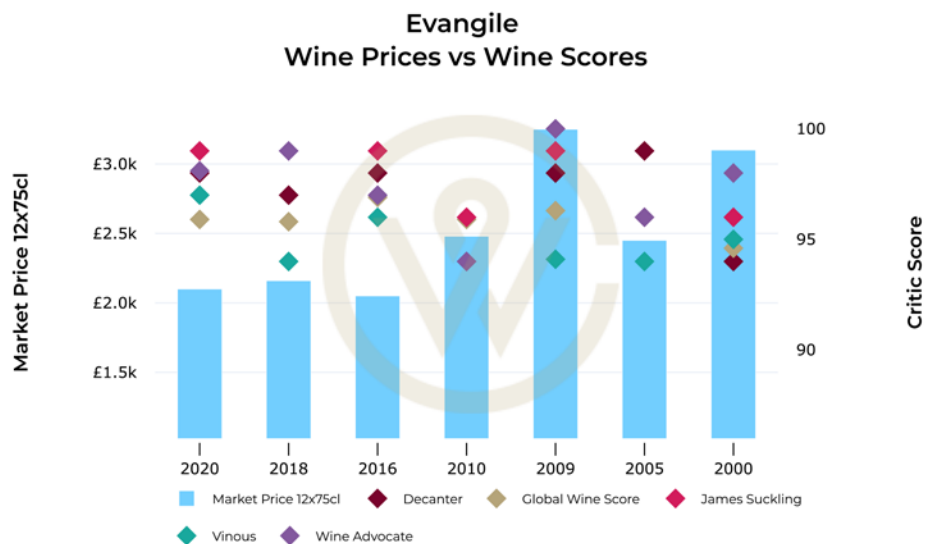 Evangile
Wine Prices vs Wine Scores
Market Price 12x75cl
£3.0k
£2.5k
£2.0k
£1.5k
100
95
90
Critic Score
2020 2018 2016 2010 2009 2005 2000
Market Price 12x75cl Decanter Global Wine Score James Suckling
Vinous Wine Advocate